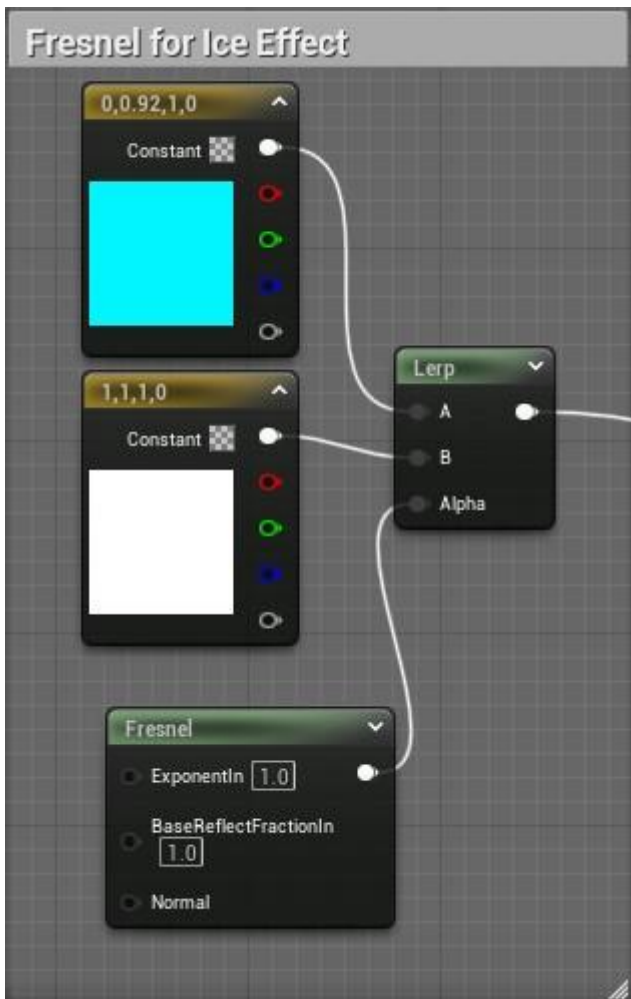 Fresnel for Ice Effect
0,0.92,1,0
Constant
1,1,1,0
Constant
Lerp
A
B
Alpha
Fresnel
ExponentIn 1.0
BaseReflectFractionIn
1.0
Normal